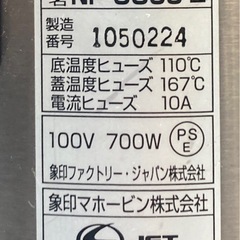 製造
番号 1050224
底温度ヒューズ 110℃
蓋温度ヒューズ 167℃
電流ヒューズ 10A
100V 700W PS
E
象印ファクトリー・ジャパン株式会社
象印マホービン株式会社
JET